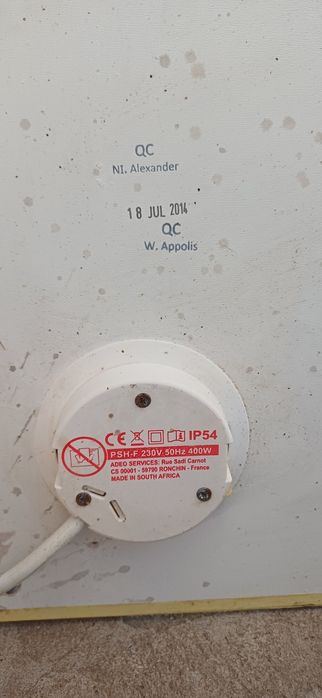 QC
NI. Alexander
18 JUL 2014
QC
W. Appolis
CE IP54
PSH-F 230V 50Hz 400W
ADEO SERVICES: Rue Sadi Carnot
CS 00001 - 59790 RONCHIN - France
MADE IN SOUTH AFRICA